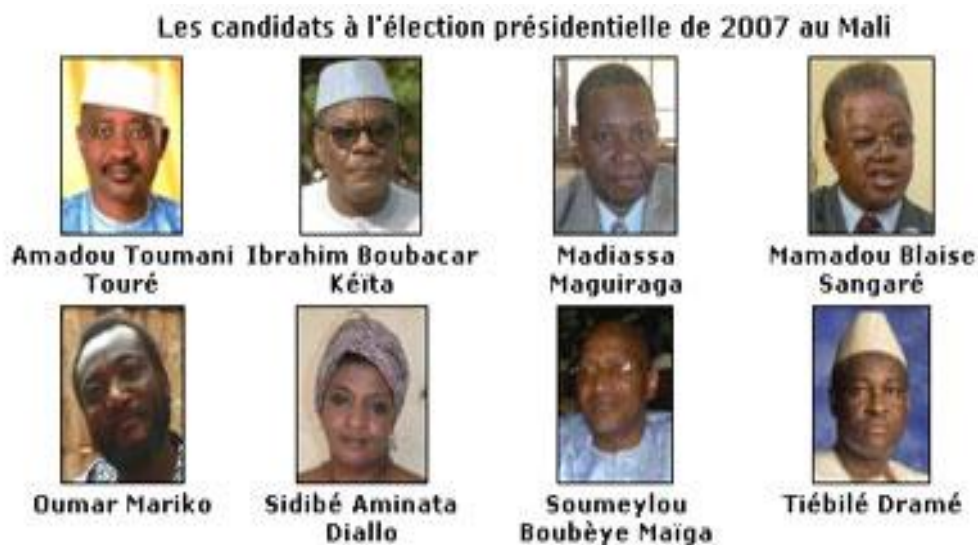 Les candidats à l'élection présidentielle de 2007 au Mali
Amadou Toumani
Touré
Ibrahim Boubacar
Kéïta
Madiassa
Maguiraga
Mamadou Blaise
Sangaré
Oumar Mariko
Sidibé Aminata
Diallo
Soumeylou
Boubèye Maïga
Tiébilé Dramé